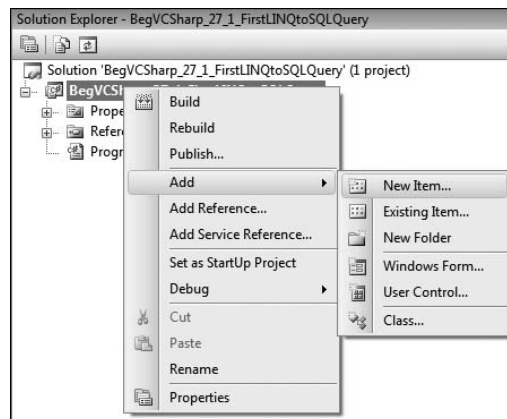 Solution Explorer - BegVCSharp_27_1_FirstLINQtoSQLQuery
Solution 'BegVCSharp_27_1_FirstLINQtoSQLQuery' (1 project)
BegVCSh
Prope
Refere
Progr
Build
Rebuild
Publish...
Add
Add Reference...
Add Service Reference...
Set as StartUp Project
Debug
Cut
Paste
Rename
Properties
New Item...
Existing Item...
New Folder
Windows Form...
User Control...
Class...